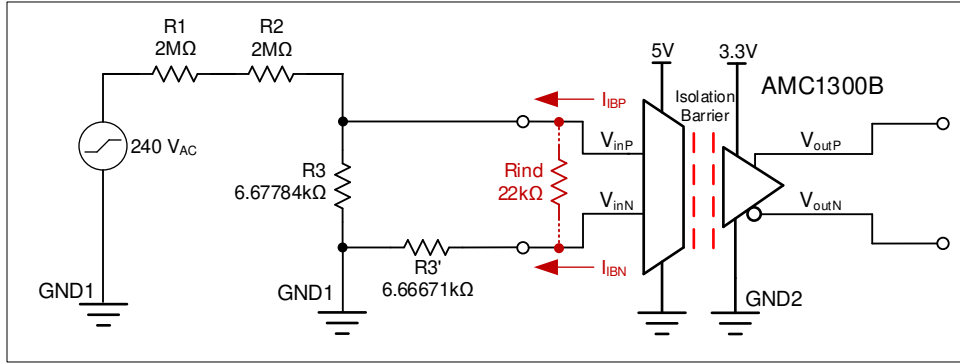 R1
2MΩ
R2
2MΩ
5V
3.3V
AMC1300B
Isolation
Barrier
IIBP
240 VAC
R3
6.67784kΩ
Rind
22kΩ
VinP
VinN
VoutP
VoutN
GND1
GND1
R3'
6.66671kΩ
IIBN
GND2